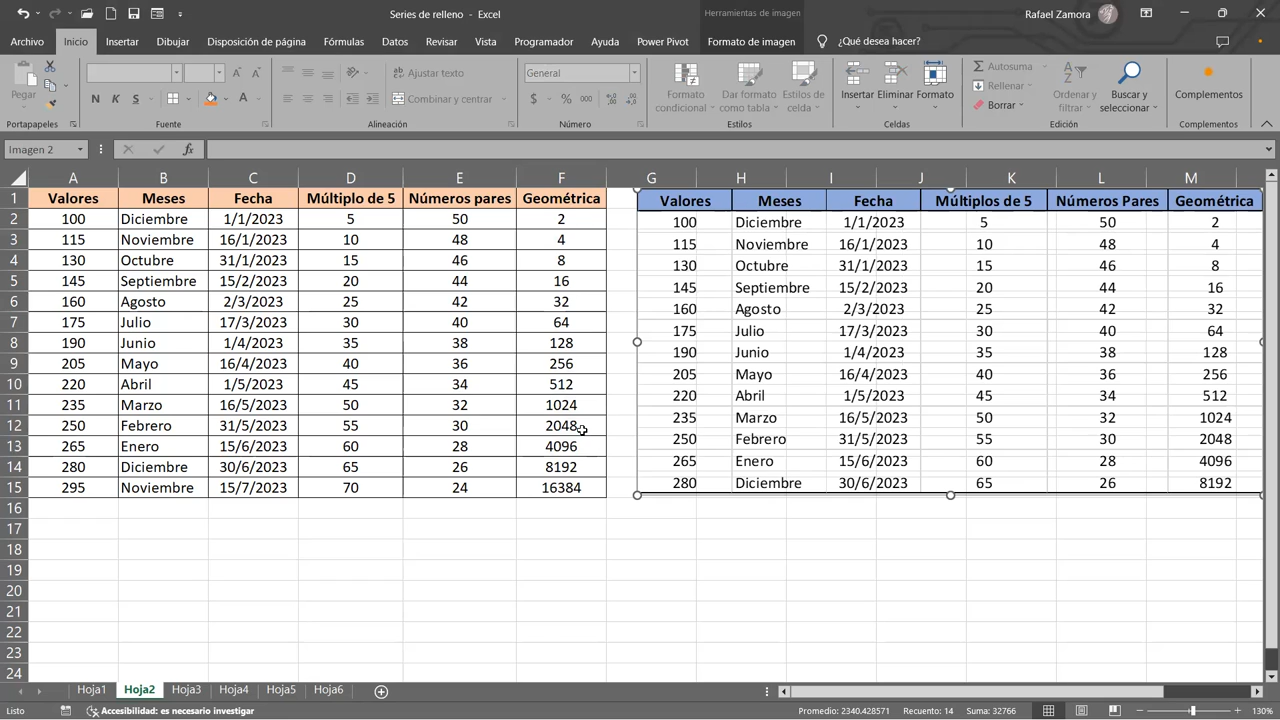 Series de relleno - Excel
Herramientas de imagen
Rafael Zamora
Archivo Inicio Insertar Dibujar Disposición de página Fórmulas Datos Revisar Vista Programador Ayuda Power Pivot Formato de imagen ¿Qué desea hacer?
Pegar
N K S A
Ajustar texto
Combinar y centrar
General
$ % 000
Formato condicional
Dar formato como tabla
Estilos de celda
Insertar Eliminar Formato
Autosuma
Rellenar
Borrar
Ordenar y filtrar
Buscar y seleccionar
Complementos
Portapapeles Fuente Alineación Número Estilos Celdas Edición Complementos
Imagen 2 fx
A B C D E F G H I J K L M
1 Valores Meses Fecha Múltiplo de 5 Números pares Geométrica Valores Meses Fecha Múltiplos de 5 Números Pares Geométrica
2 100 Diciembre 1/1/2023 5 50 2 100 Diciembre 1/1/2023 5 50 2
3 115 Noviembre 16/1/2023 10 48 4 115 Noviembre 16/1/2023 10 48 4
4 130 Octubre 31/1/2023 15 46 8 130 Octubre 31/1/2023 15 46 8
5 145 Septiembre 15/2/2023 20 44 16 145 Septiembre 15/2/2023 20 44 16
6 160 Agosto 2/3/2023 25 42 32 160 Agosto 2/3/2023 25 42 32
7 175 Julio 17/3/2023 30 40 64 175 Julio 17/3/2023 30 40 64
8 190 Junio 1/4/2023 35 38 128 190 Junio 1/4/2023 35 38 128
9 205 Mayo 16/4/2023 40 36 256 205 Mayo 16/4/2023 40 36 256
10 220 Abril 1/5/2023 45 34 512 220 Abril 1/5/2023 45 34 512
11 235 Marzo 16/5/2023 50 32 1024 235 Marzo 16/5/2023 50 32 1024
12 250 Febrero 31/5/2023 55 30 2048 250 Febrero 31/5/2023 55 30 2048
13 265 Enero 15/6/2023 60 28 4096 265 Enero 15/6/2023 60 28 4096
14 280 Diciembre 30/6/2023 65 26 8192 280 Diciembre 30/6/2023 65 26 8192
15 295 Noviembre 15/7/2023 70 24 16384
16
17
18
19
20
21
22
23
24
Hoja1 Hoja2 Hoja3 Hoja4 Hoja5 Hoja6
Listo Accesibilidad: es necesario investigar Promedio: 2340.428571 Recuento: 14 Suma: 32766 130%